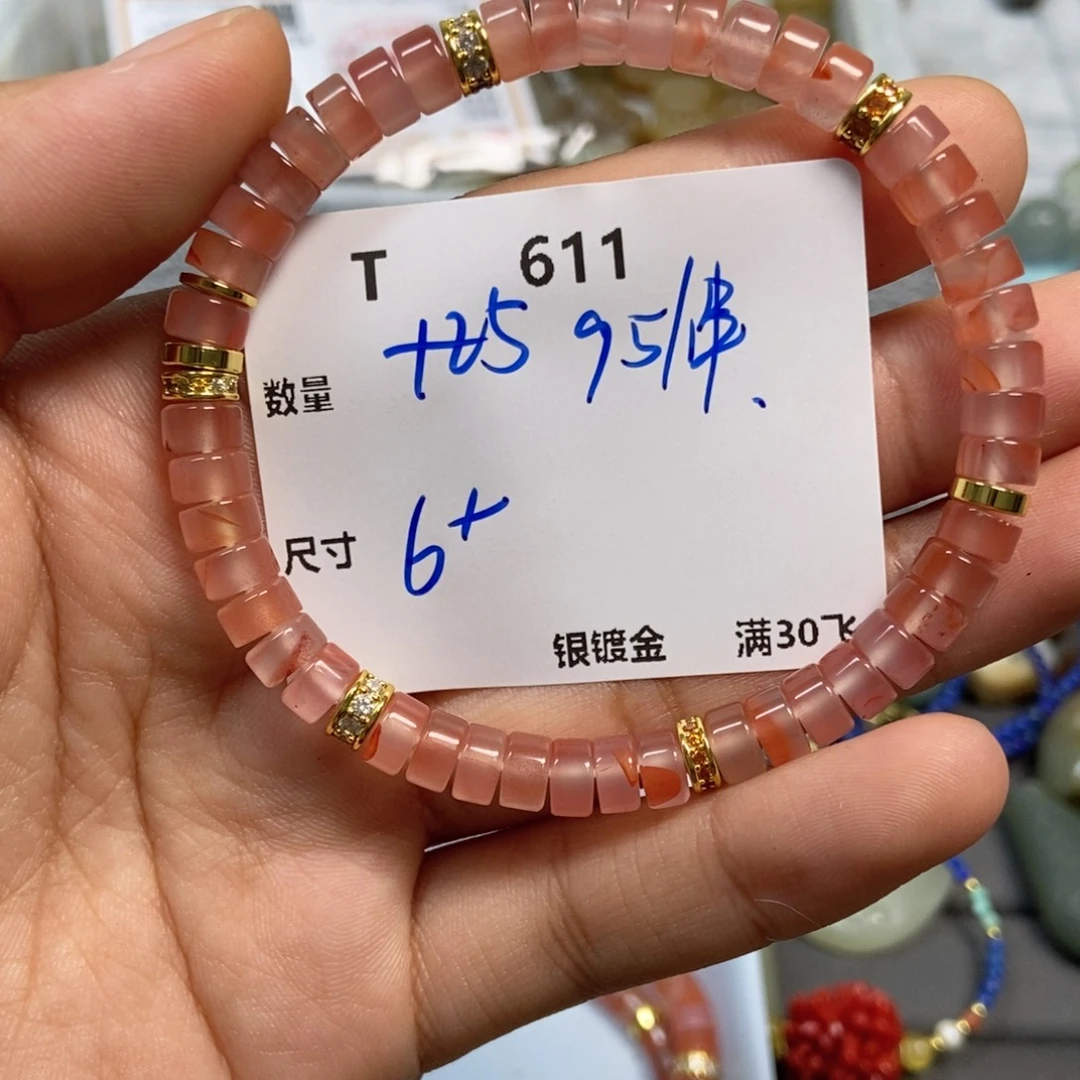 T 611
数量 95/串、
尺寸 6+
银镀金 满30飞